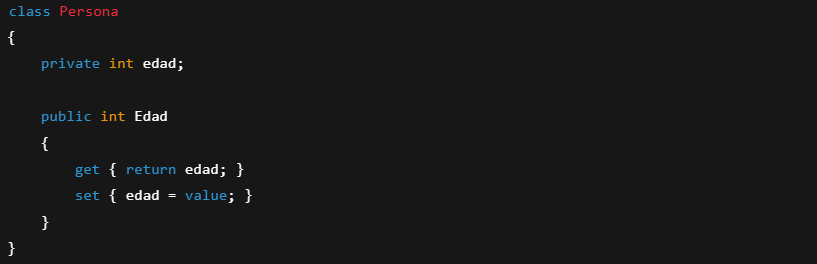 class Persona
{
    private int edad;

    public int Edad
    {
        get { return edad; }
        set { edad = value; }
    }
}